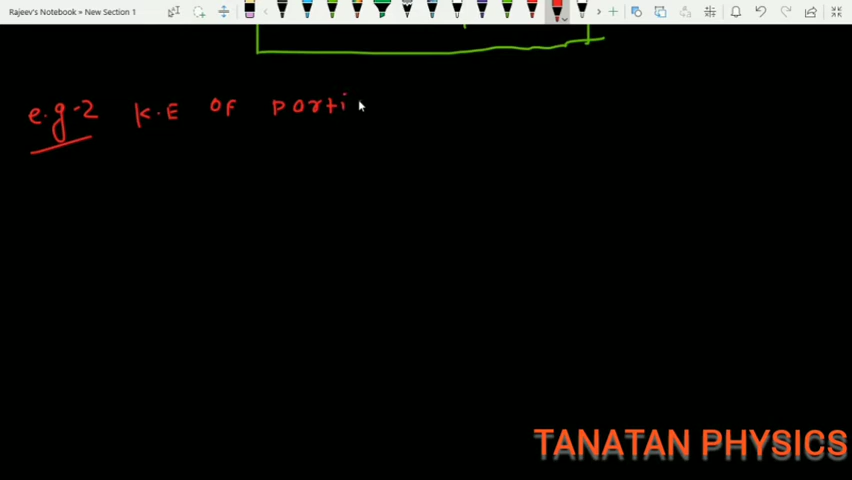 Rajeev's Notebook » New Section 1
e.g-2 K.E OF parti
TANATAN PHYSICS